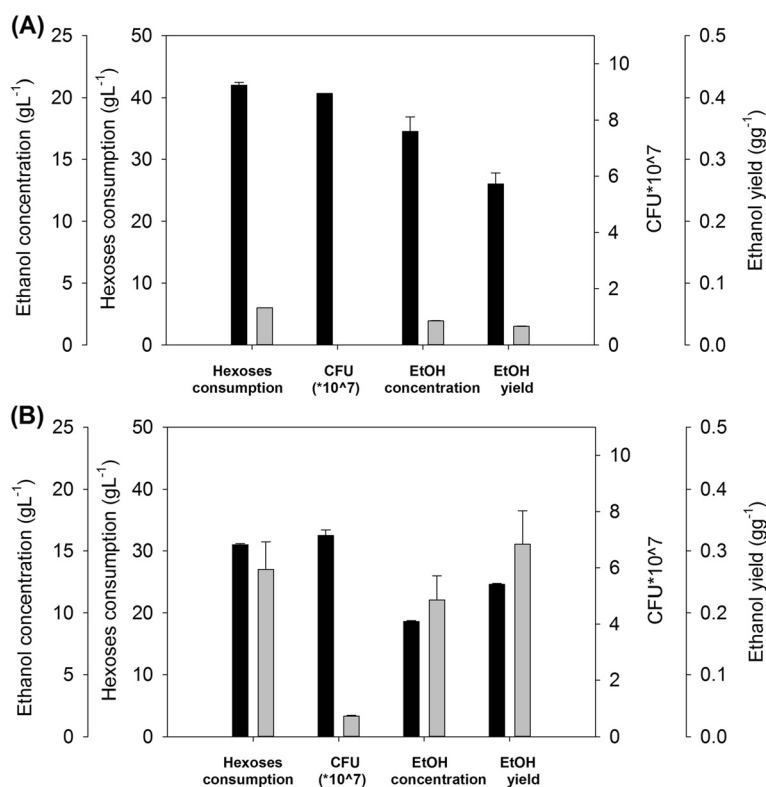 (A)
Ethanol concentration (gL-1)
25
20
15
10
5
0
Hexoses consumption (gL-1)
50
40
30
20
10
0
10
8
6
4
2
0
CFU*10^7
0.5
0.4
0.3
0.2
0.1
0.0
Ethanol yield (gg-1)
Hexoses
consumption
CFU
(*10^7)
EtOH
concentration
EtOH
yield
(B)
Ethanol concentration (gL-1)
25
20
15
10
5
0
Hexoses consumption (gL-1)
50
40
30
20
10
0
10
8
6
4
2
0
CFU*10^7
0.5
0.4
0.3
0.2
0.1
0.0
Ethanol yield (gg-1)
Hexoses
consumption
CFU
(*10^7)
EtOH
concentration
EtOH
yield